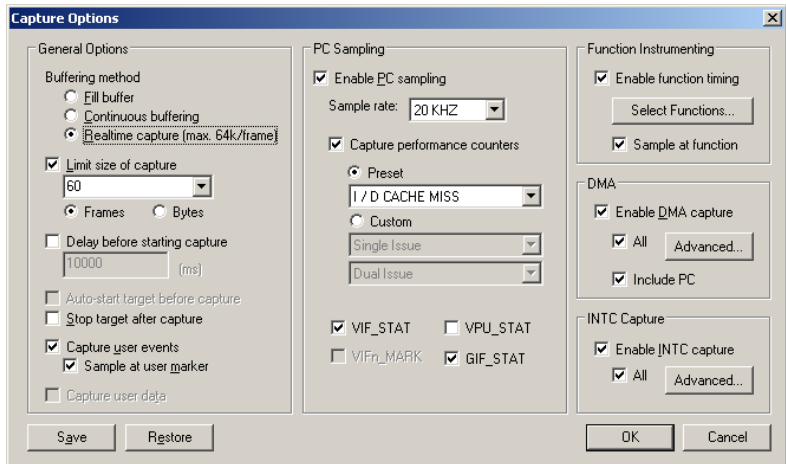 Capture Options
General Options
Buffering method
Fill buffer
Continuous buffering
Realtime capture (max. 64k/frame)
Limit size of capture
60
Frames Bytes
Delay before starting capture
10000 (ms)
Auto-start target before capture
Stop target after capture
Capture user events
Sample at user marker
Capture user data
PC Sampling
Enable PC sampling
Sample rate: 20 KHZ
Capture performance counters
Preset
I / D CACHE MISS
Custom
Single Issue
Dual Issue
VIF_STAT VPU_STAT
VIFn_MARK GIF_STAT
Function Instrumenting
Enable function timing
Select Functions...
Sample at function
DMA
Enable DMA capture
All Advanced...
Include PC
INTC Capture
Enable INTC capture
All Advanced...
Save Restore OK Cancel